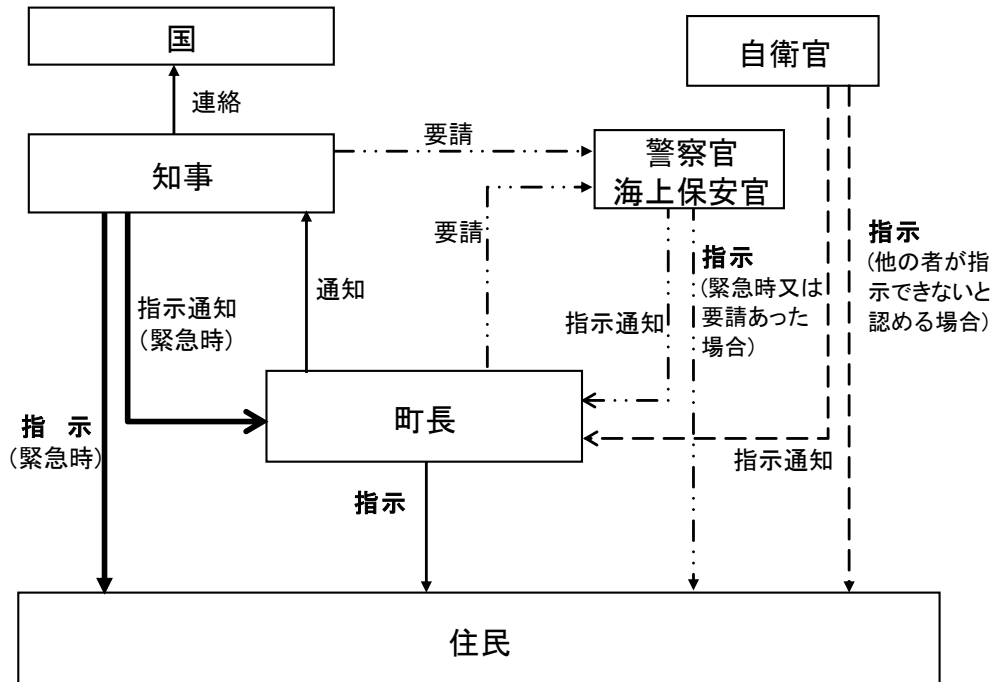 国
自衛官
連絡
知事
要請
警察官
海上保安官
要請
指示
(他の者が指
示できないと
認める場合)
指示
(緊急時又は
要請あった
場合)
通知
指示通知
(緊急時)
指示通知
町長
指 示
(緊急時)
指示通知
指示
住民